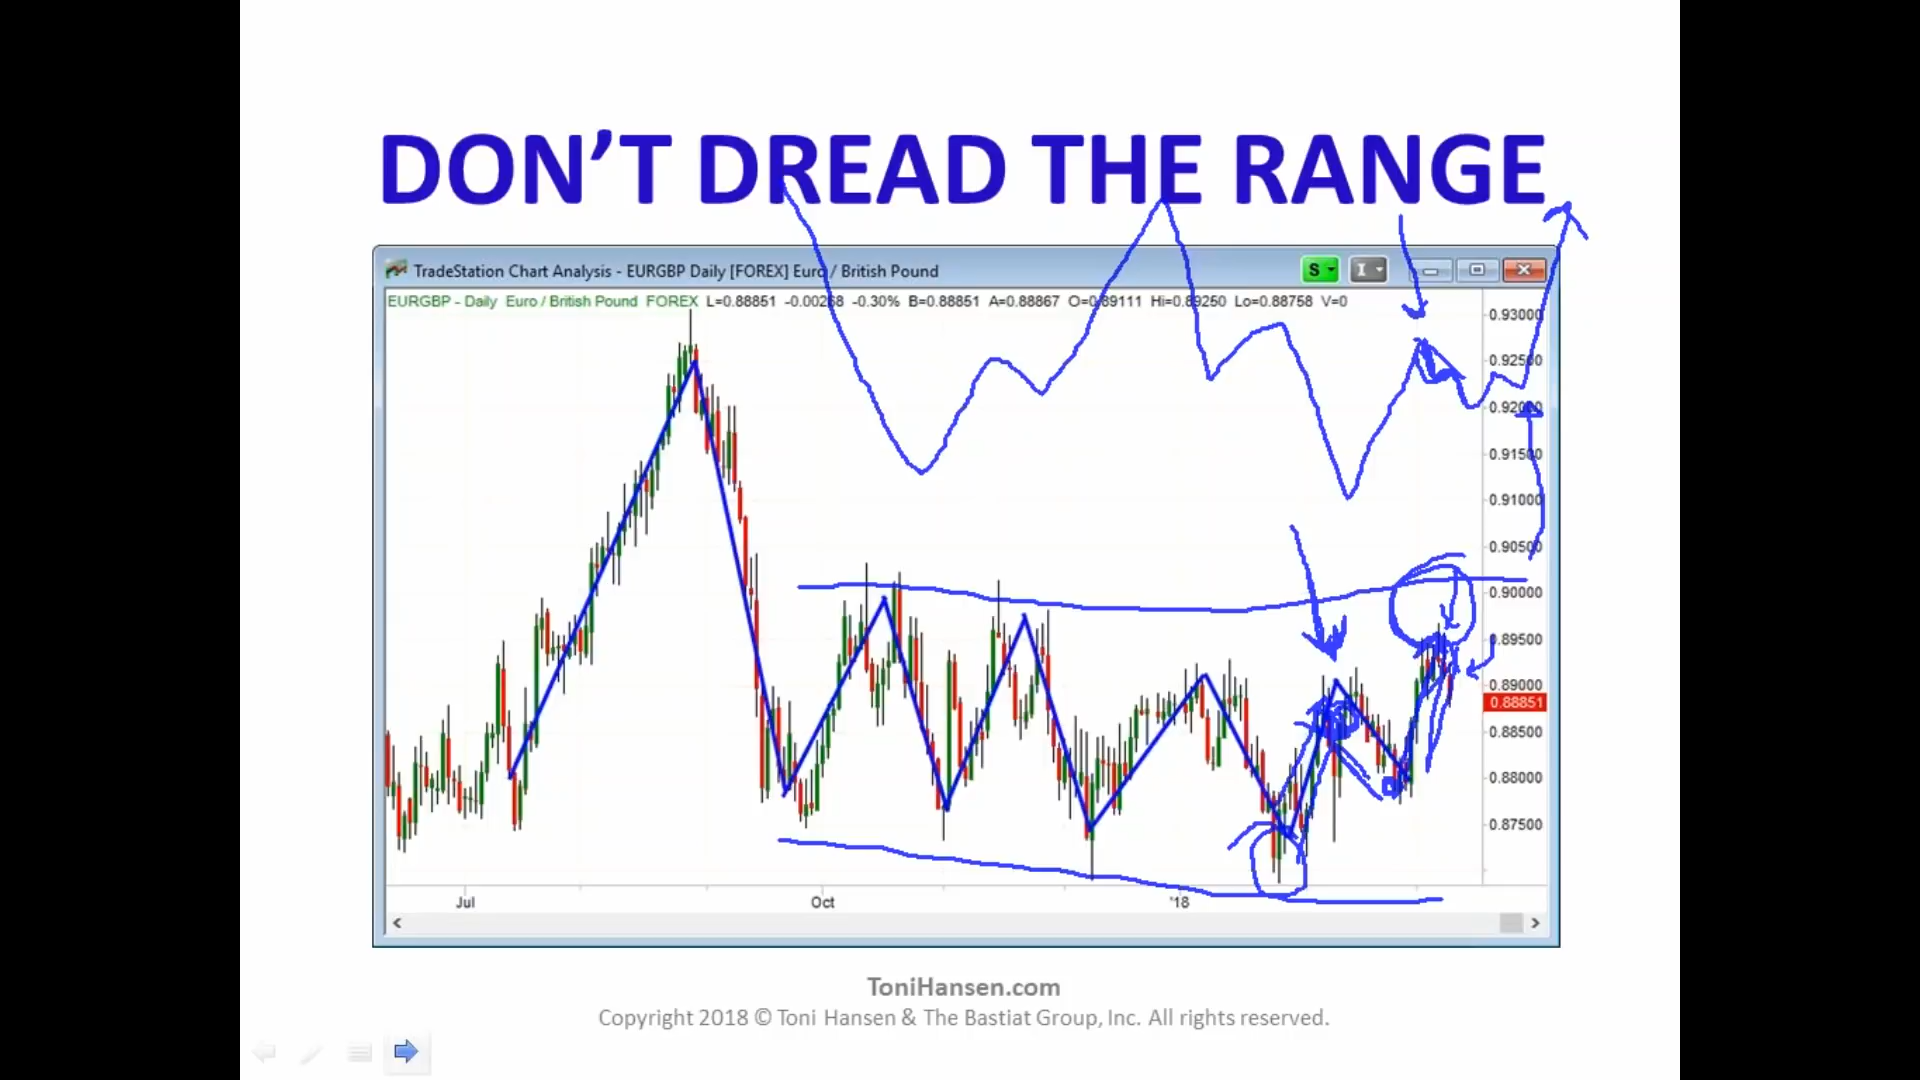 DON'T DREAD THE RANGE
TradeStation Chart Analysis - EURGBP Daily [FOREX] Euro / British Pound
S
I
EURGBP - Daily Euro / British Pound FOREX L=0.88851 -0.00268 -0.30% B=0.88851 A=0.88867 O=0.89111 Hi=0.89250 Lo=0.88758 V=0
0.93000
0.92500
0.92000
0.91500
0.91000
0.90500
0.90000
0.89500
0.89000
0.88851
0.88500
0.88000
0.87500
Jul Oct '18
ToniHansen.com
Copyright 2018 © Toni Hansen & The Bastiat Group, Inc. All rights reserved.